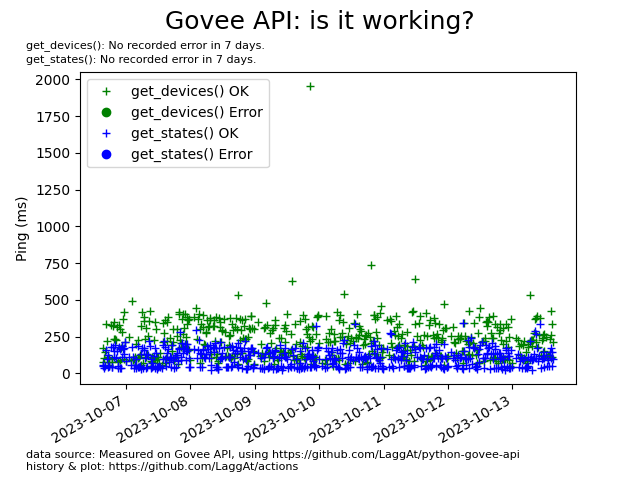 Govee API: is it working?
get_devices(): No recorded error in 7 days.
get_states(): No recorded error in 7 days.
2000
1750
1500
1250
1000
750
500
250
0
Ping (ms)
get_devices() OK
get_devices() Error
get_states() OK
get_states() Error
2023-10-07
2023-10-08
2023-10-09
2023-10-10
2023-10-11
2023-10-12
2023-10-13
data source: Measured on Govee API, using https://github.com/LaggAt/python-govee-api
history & plot: https://github.com/LaggAt/actions